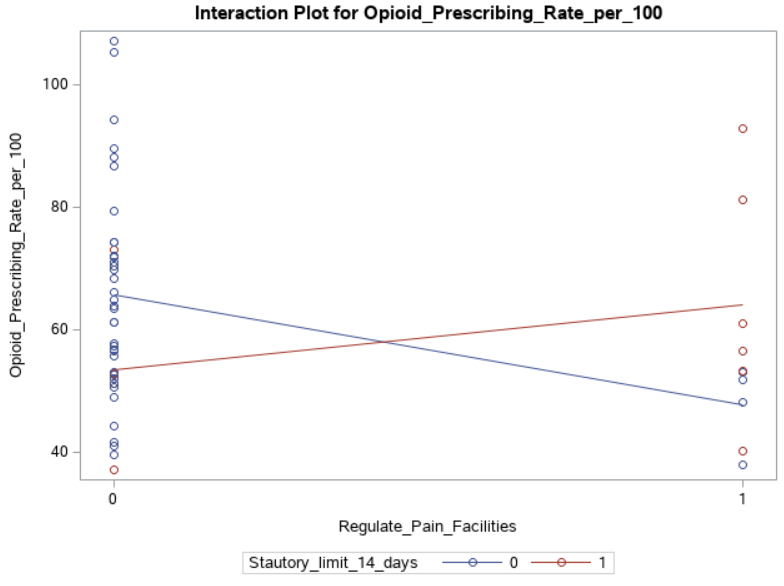 Interaction Plot for Opioid_Prescribing_Rate_per_100
Opioid_Prescribing_Rate_per_100
100
80
60
40
0
1
Regulate_Pain_Facilities
Stautory_limit_14_days 0 1